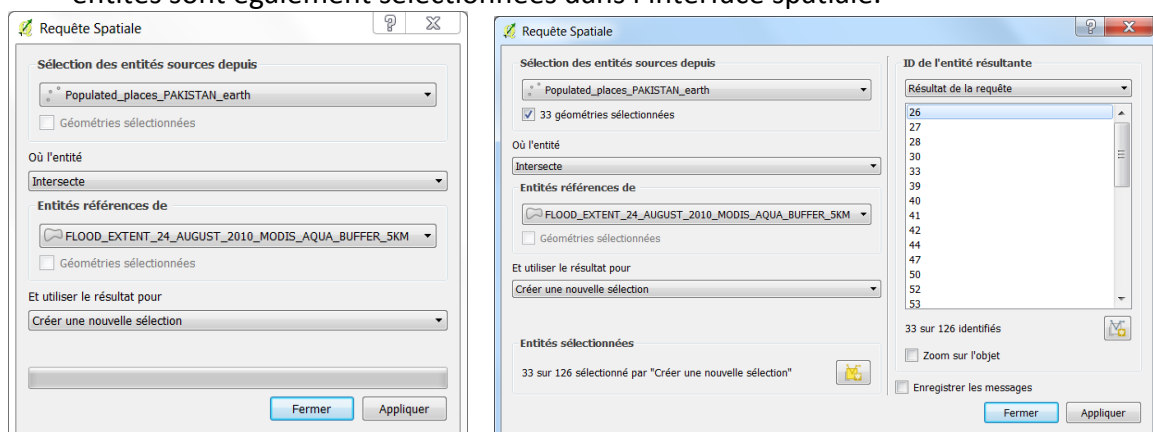 entités sont également sélectionnées dans l'interface spatiale.
Requête Spatiale
Sélection des entités sources depuis
Populated_places_PAKISTAN_earth
Géométries sélectionnées
Où l'entité
Intersecte
Entités références de
FLOOD_EXTENT_24_AUGUST_2010_MODIS_AQUA_BUFFER_5KM
Géométries sélectionnées
Et utiliser le résultat pour
Créer une nouvelle sélection
Fermer
Appliquer
Requête Spatiale
Sélection des entités sources depuis
Populated_places_PAKISTAN_earth
33 géométries sélectionnées
Où l'entité
Intersecte
Entités références de
FLOOD_EXTENT_24_AUGUST_2010_MODIS_AQUA_BUFFER_5KM
Géométries sélectionnées
Et utiliser le résultat pour
Créer une nouvelle sélection
Entités sélectionnées
33 sur 126 sélectionné par "Créer une nouvelle sélection"
ID de l'entité résultante
Résultat de la requête
26
27
28
30
33
39
40
41
42
44
47
50
52
53
33 sur 126 identifiés
Zoom sur l'objet
Enregistrer les messages
Fermer
Appliquer